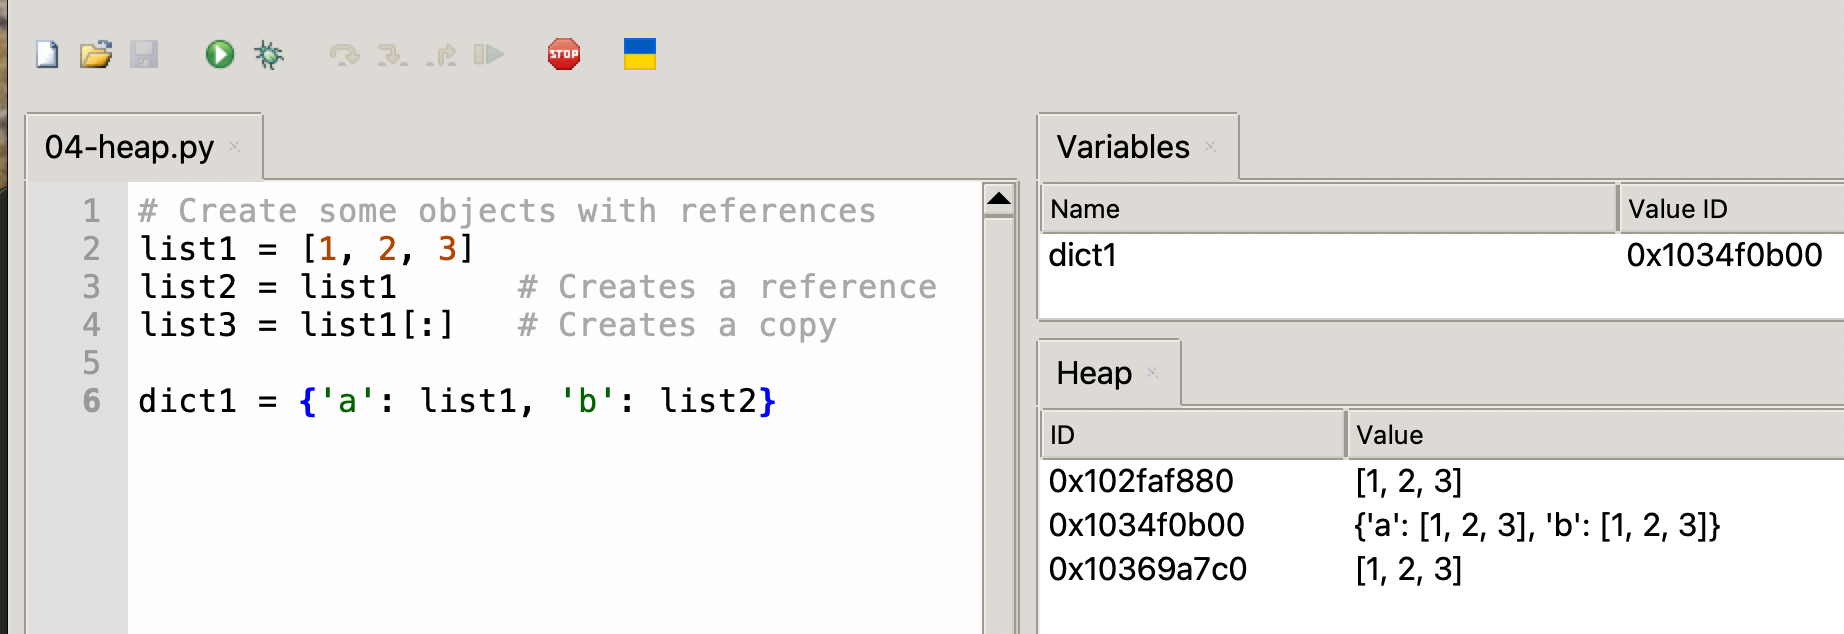 STOP
04-heap.py
1 # Create some objects with references
2 list1 = [1, 2, 3]
3 list2 = list1      # Creates a reference
4 list3 = list1[:]   # Creates a copy
5
6 dict1 = {'a': list1, 'b': list2}
Variables
Name Value ID
dict1 0x1034f0b00
Heap
ID Value
0x102faf880 [1, 2, 3]
0x1034f0b00 {'a': [1, 2, 3], 'b': [1, 2, 3]}
0x10369a7c0 [1, 2, 3]